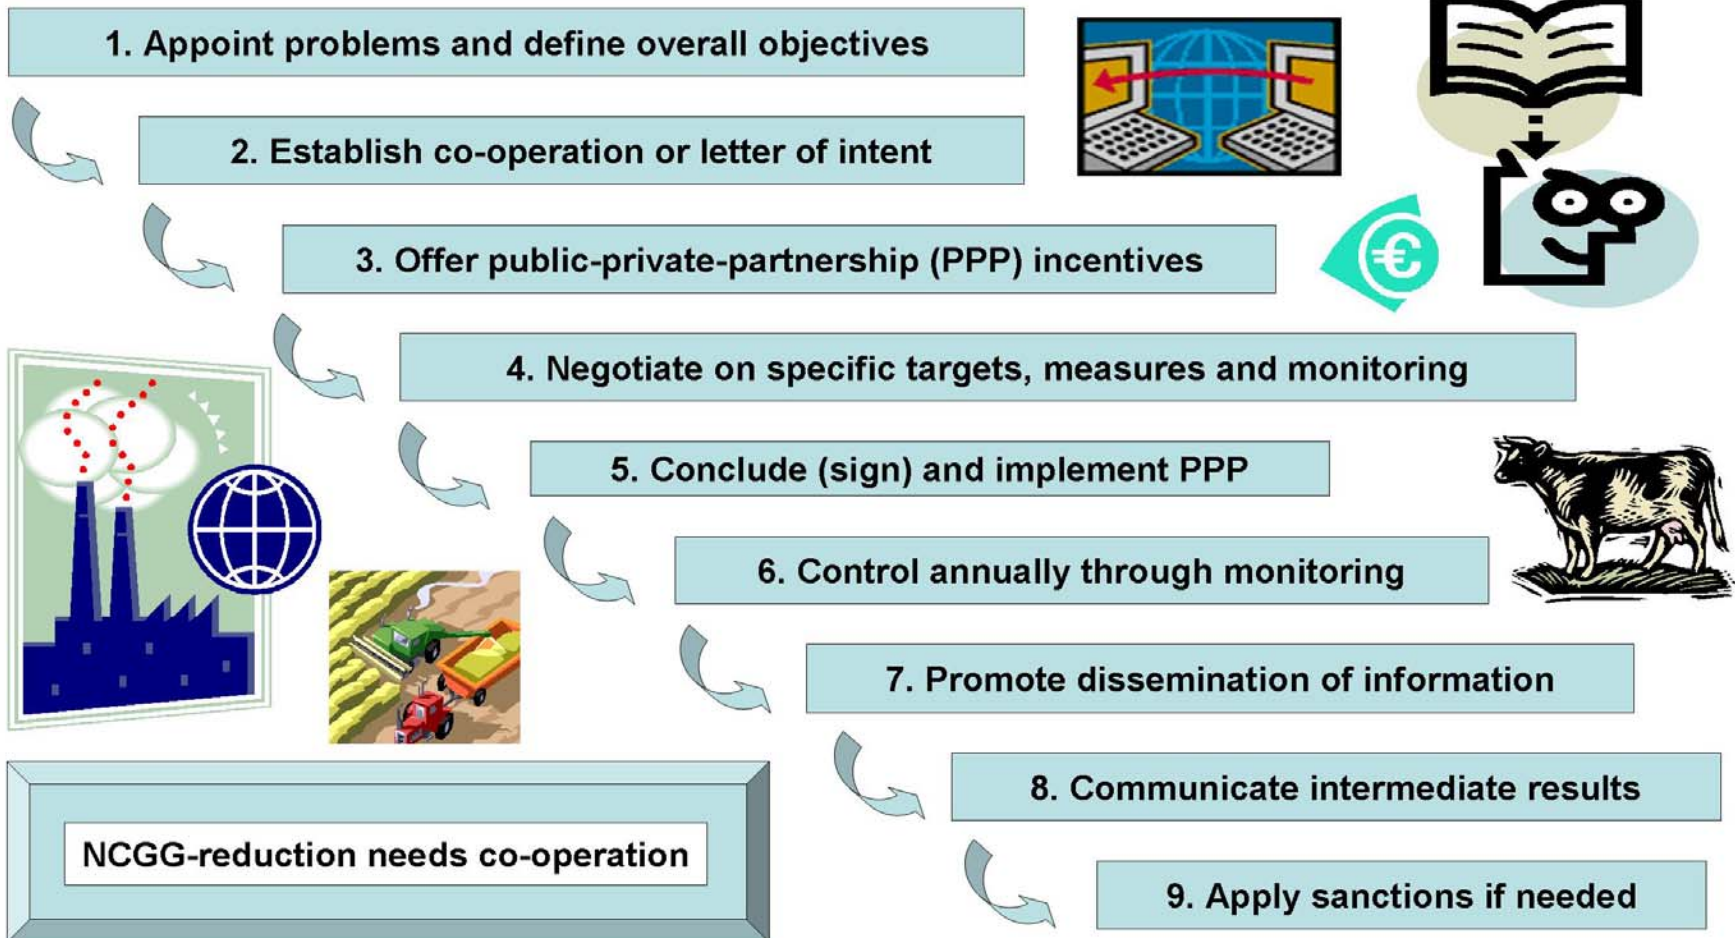 1. Appoint problems and define overall objectives
2. Establish co-operation or letter of intent
3. Offer public-private-partnership (PPP) incentives
€
4. Negotiate on specific targets, measures and monitoring
5. Conclude (sign) and implement PPP
6. Control annually through monitoring
7. Promote dissemination of information
8. Communicate intermediate results
NCGG-reduction needs co-operation
9. Apply sanctions if needed